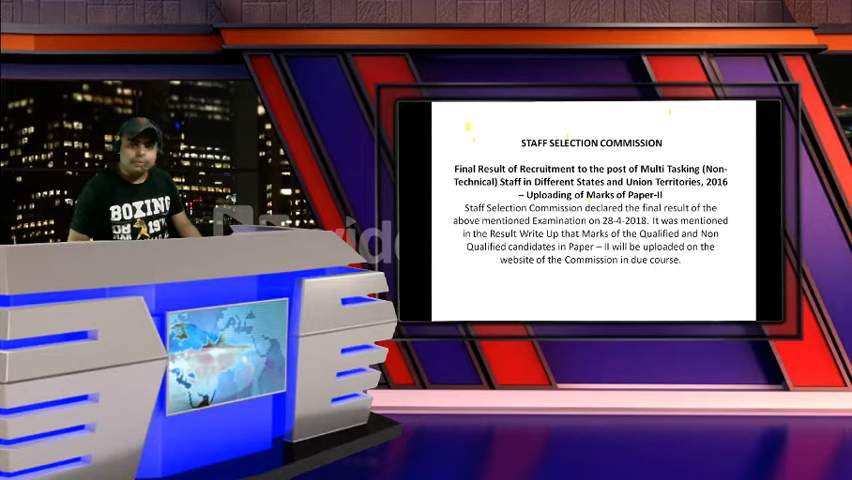 STAFF SELECTION COMMISSION
Final Result of Recruitment to the post of Multi Tasking (Non-
Technical) Staff in Different States and Union Territories, 2016
– Uploading of Marks of Paper-II
Staff Selection Commission declared the final result of the
above mentioned Examination on 28-4-2018. It was mentioned
in the Result Write Up that Marks of the Qualified and Non
Qualified candidates in Paper – II will be uploaded on the
website of the Commission in due course.
BOXING